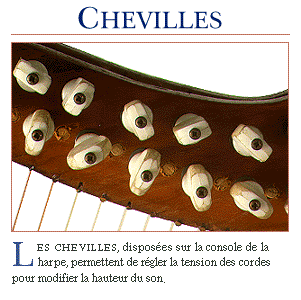 CHEVILLES
LES CHEVILLES, disposées sur la console de la
harpe, permettent de régler la tension des cordes
pour modifier la hauteur du son.